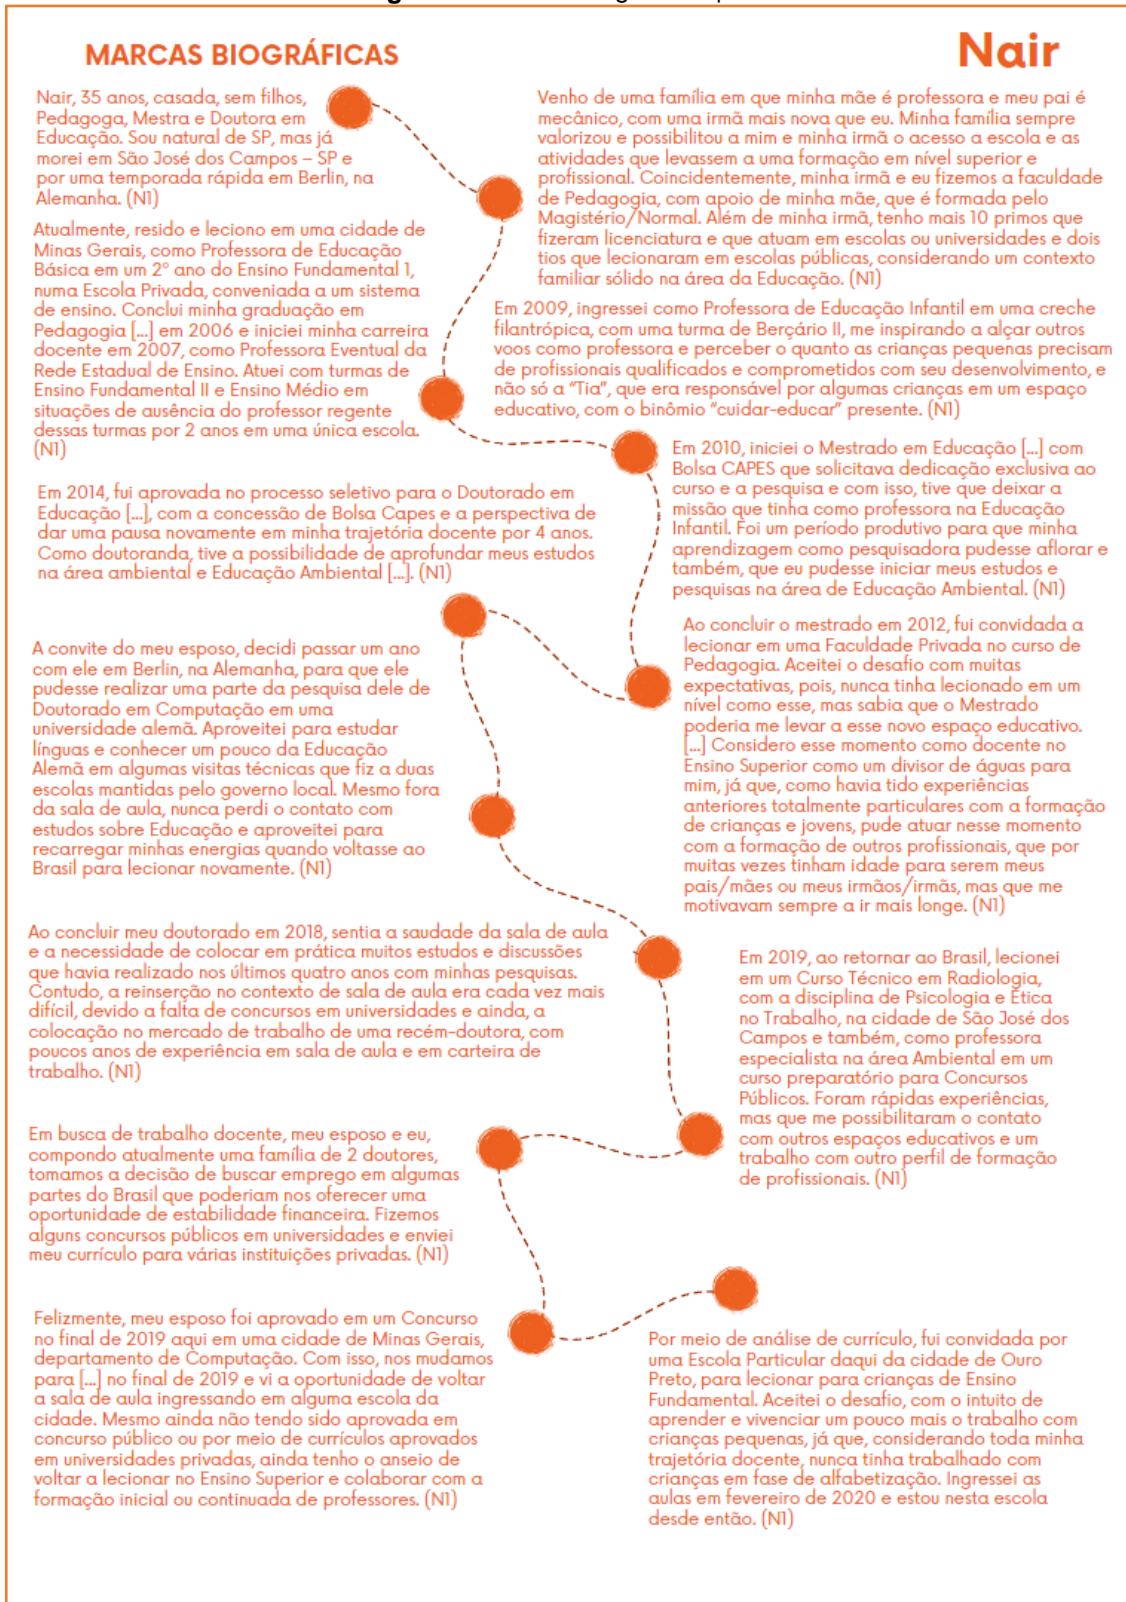 MARCAS BIOGRÁFICAS
Nair
Nair, 35 anos, casada, sem filhos,
Pedagoga, Mestra e Doutora em
Educação. Sou natural de SP, mas já
morei em São José dos Campos – SP e
por uma temporada rápida em Berlin, na
Alemanha. (N1)
Venho de uma família em que minha mãe é professora e meu pai é
mecânico, com uma irmã mais nova que eu. Minha família sempre
valorizou e possibilitou a mim e minha irmã o acesso a escola e as
atividades que levassem a uma formação em nível superior e
profissional. Coincidentemente, minha irmã e eu fizemos a faculdade
de Pedagogia, com apoio de minha mãe, que é formada pelo
Magistério/Normal. Além de minha irmã, tenho mais 10 primos que
fizeram licenciatura e que atuam em escolas ou universidades e dois
tios que lecionaram em escolas públicas, considerando um contexto
familiar sólido na área da Educação. (N1)
Atualmente, resido e leciono em uma cidade de
Minas Gerais, como Professora de Educação
Básica em um 2º ano do Ensino Fundamental 1,
numa Escola Privada, conveniada a um sistema
de ensino. Conclui minha graduação em
Pedagogia [...] em 2006 e iniciei minha carreira
docente em 2007, como Professora Eventual da
Rede Estadual de Ensino. Atuei com turmas de
Ensino Fundamental II e Ensino Médio em
situações de ausência do professor regente
dessas turmas por 2 anos em uma única escola.
(N1)
Em 2009, ingressei como Professora de Educação Infantil em uma creche
filantrópica, com uma turma de Berçário II, me inspirando a alçar outros
voos como professora e perceber o quanto as crianças pequenas precisam
de profissionais qualificados e comprometidos com seu desenvolvimento, e
não só a “Tia”, que era responsável por algumas crianças em um espaço
educativo, com o binômio “cuidar-educar” presente. (N1)
Em 2010, iniciei o Mestrado em Educação [...] com
Bolsa CAPES que solicitava dedicação exclusiva ao
curso e a pesquisa e com isso, tive que deixar a
missão que tinha como professora na Educação
Infantil. Foi um período produtivo para que minha
aprendizagem como pesquisadora pudesse aflorar e
também, que eu pudesse iniciar meus estudos e
pesquisas na área de Educação Ambiental. (N1)
Em 2014, fui aprovada no processo seletivo para o Doutorado em
Educação [...], com a concessão de Bolsa Capes e a perspectiva de
dar uma pausa novamente em minha trajetória docente por 4 anos.
Como doutoranda, tive a possibilidade de aprofundar meus estudos
na área ambiental e Educação Ambiental [...]. (N1)
Ao concluir o mestrado em 2012, fui convidada a
lecionar em uma Faculdade Privada no curso de
Pedagogia. Aceitei o desafio com muitas
expectativas, pois, nunca tinha lecionado em um
nível como esse, mas sabia que o Mestrado
poderia me levar a esse novo espaço educativo.
[...] Considero esse momento como docente no
Ensino Superior como um divisor de águas para
mim, já que, como havia tido experiências
anteriores totalmente particulares com a formação
de crianças e jovens, pude atuar nesse momento
com a formação de outros profissionais, que por
muitas vezes tinham idade para serem meus
pais/mães ou meus irmãos/irmãs, mas que me
motivavam sempre a ir mais longe. (N1)
A convite do meu esposo, decidi passar um ano
com ele em Berlin, na Alemanha, para que ele
pudesse realizar uma parte da pesquisa dele de
Doutorado em Computação em uma
universidade alemã. Aproveitei para estudar
línguas e conhecer um pouco da Educação
Alemã em algumas visitas técnicas que fiz a duas
escolas mantidas pelo governo local. Mesmo fora
da sala de aula, nunca perdi o contato com
estudos sobre Educação e aproveitei para
recarregar minhas energias quando voltasse ao
Brasil para lecionar novamente. (N1)
Ao concluir meu doutorado em 2018, sentia a saudade da sala de aula
e a necessidade de colocar em prática muitos estudos e discussões
que havia realizado nos últimos quatro anos com minhas pesquisas.
Contudo, a reinserção no contexto de sala de aula era cada vez mais
difícil, devido a falta de concursos em universidades e ainda, a
colocação no mercado de trabalho de uma recém-doutora, com
poucos anos de experiência em sala de aula e em carteira de
trabalho. (N1)
Em 2019, ao retornar ao Brasil, lecionei
em um Curso Técnico em Radiologia,
com a disciplina de Psicologia e Ética
no Trabalho, na cidade de São José dos
Campos e também, como professora
especialista na área Ambiental em um
curso preparatório para Concursos
Públicos. Foram rápidas experiências,
mas que me possibilitaram o contato
com outros espaços educativos e um
trabalho com outro perfil de formação
de profissionais. (N1)
Em busca de trabalho docente, meu esposo e eu,
compondo atualmente uma família de 2 doutores,
tomamos a decisão de buscar emprego em algumas
partes do Brasil que poderiam nos oferecer uma
oportunidade de estabilidade financeira. Fizemos
alguns concursos públicos em universidades e enviei
meu currículo para várias instituições privadas. (N1)
Felizmente, meu esposo foi aprovado em um Concurso
no final de 2019 aqui em uma cidade de Minas Gerais,
departamento de Computação. Com isso, nos mudamos
para [...] no final de 2019 e vi a oportunidade de voltar
a sala de aula ingressando em alguma escola da
cidade. Mesmo ainda não tendo sido aprovada em
concurso público ou por meio de currículos aprovados
em universidades privadas, ainda tenho o anseio de
voltar a lecionar no Ensino Superior e colaborar com a
formação inicial ou continuada de professores. (N1)
Por meio de análise de currículo, fui convidada por
uma Escola Particular daqui da cidade de Ouro
Preto, para lecionar para crianças de Ensino
Fundamental. Aceitei o desafio, com o intuito de
aprender e vivenciar um pouco mais o trabalho com
crianças pequenas, já que, considerando toda minha
trajetória docente, nunca tinha trabalhado com
crianças em fase de alfabetização. Ingressei as
aulas em fevereiro de 2020 e estou nesta escola
desde então. (N1)